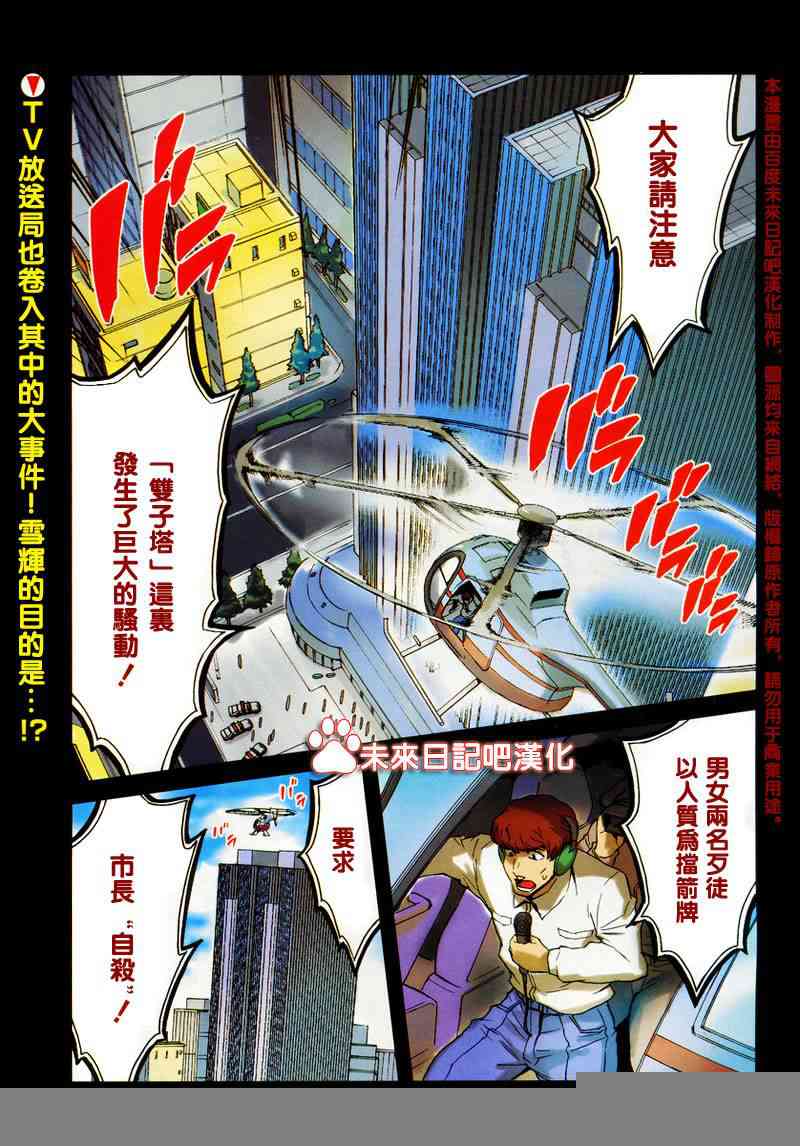 本漫畫由百度未來日記吧漢化制作，圖源均來自網絡，版權歸原作者所有，請勿用于商業用途。
大家請注意
バラ
バラ
バラ
バラ
「雙子塔」這裏
發生了巨大的騷動！
TV放送局也卷入其中的大事件！雪輝的目的是…!?
未來日記吧漢化
男女兩名歹徒
以人質爲擋箭牌
要求
市長“自殺”！